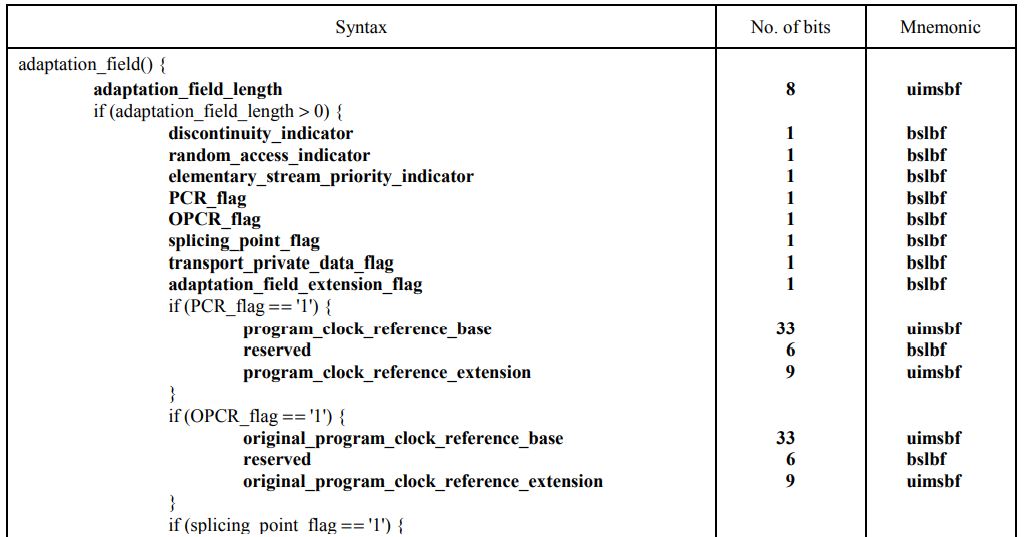 Syntax No. of bits Mnemonic
adaptation_field() {
adaptation_field_length 8 uimsbf
if (adaptation_field_length > 0) {
discontinuity_indicator 1 bslbf
random_access_indicator 1 bslbf
elementary_stream_priority_indicator 1 bslbf
PCR_flag 1 bslbf
OPCR_flag 1 bslbf
splicing_point_flag 1 bslbf
transport_private_data_flag 1 bslbf
adaptation_field_extension_flag 1 bslbf
if (PCR_flag == '1') {
program_clock_reference_base 33 uimsbf
reserved 6 bslbf
program_clock_reference_extension 9 uimsbf
}
if (OPCR_flag == '1') {
original_program_clock_reference_base 33 uimsbf
reserved 6 bslbf
original_program_clock_reference_extension 9 uimsbf
}
if (splicing_point_flag == '1') {